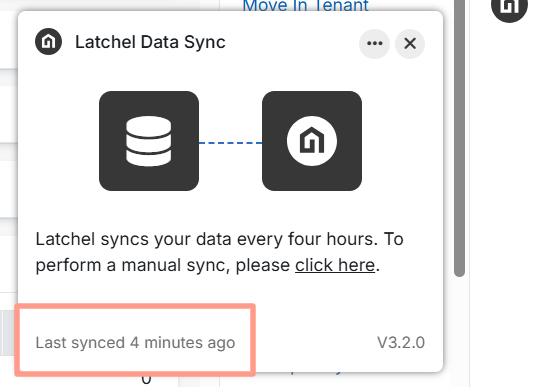 Move In Tenant
Latchel Data Sync
Latchel syncs your data every four hours. To
perform a manual sync, please click here.
Last synced 4 minutes ago
V3.2.0
0